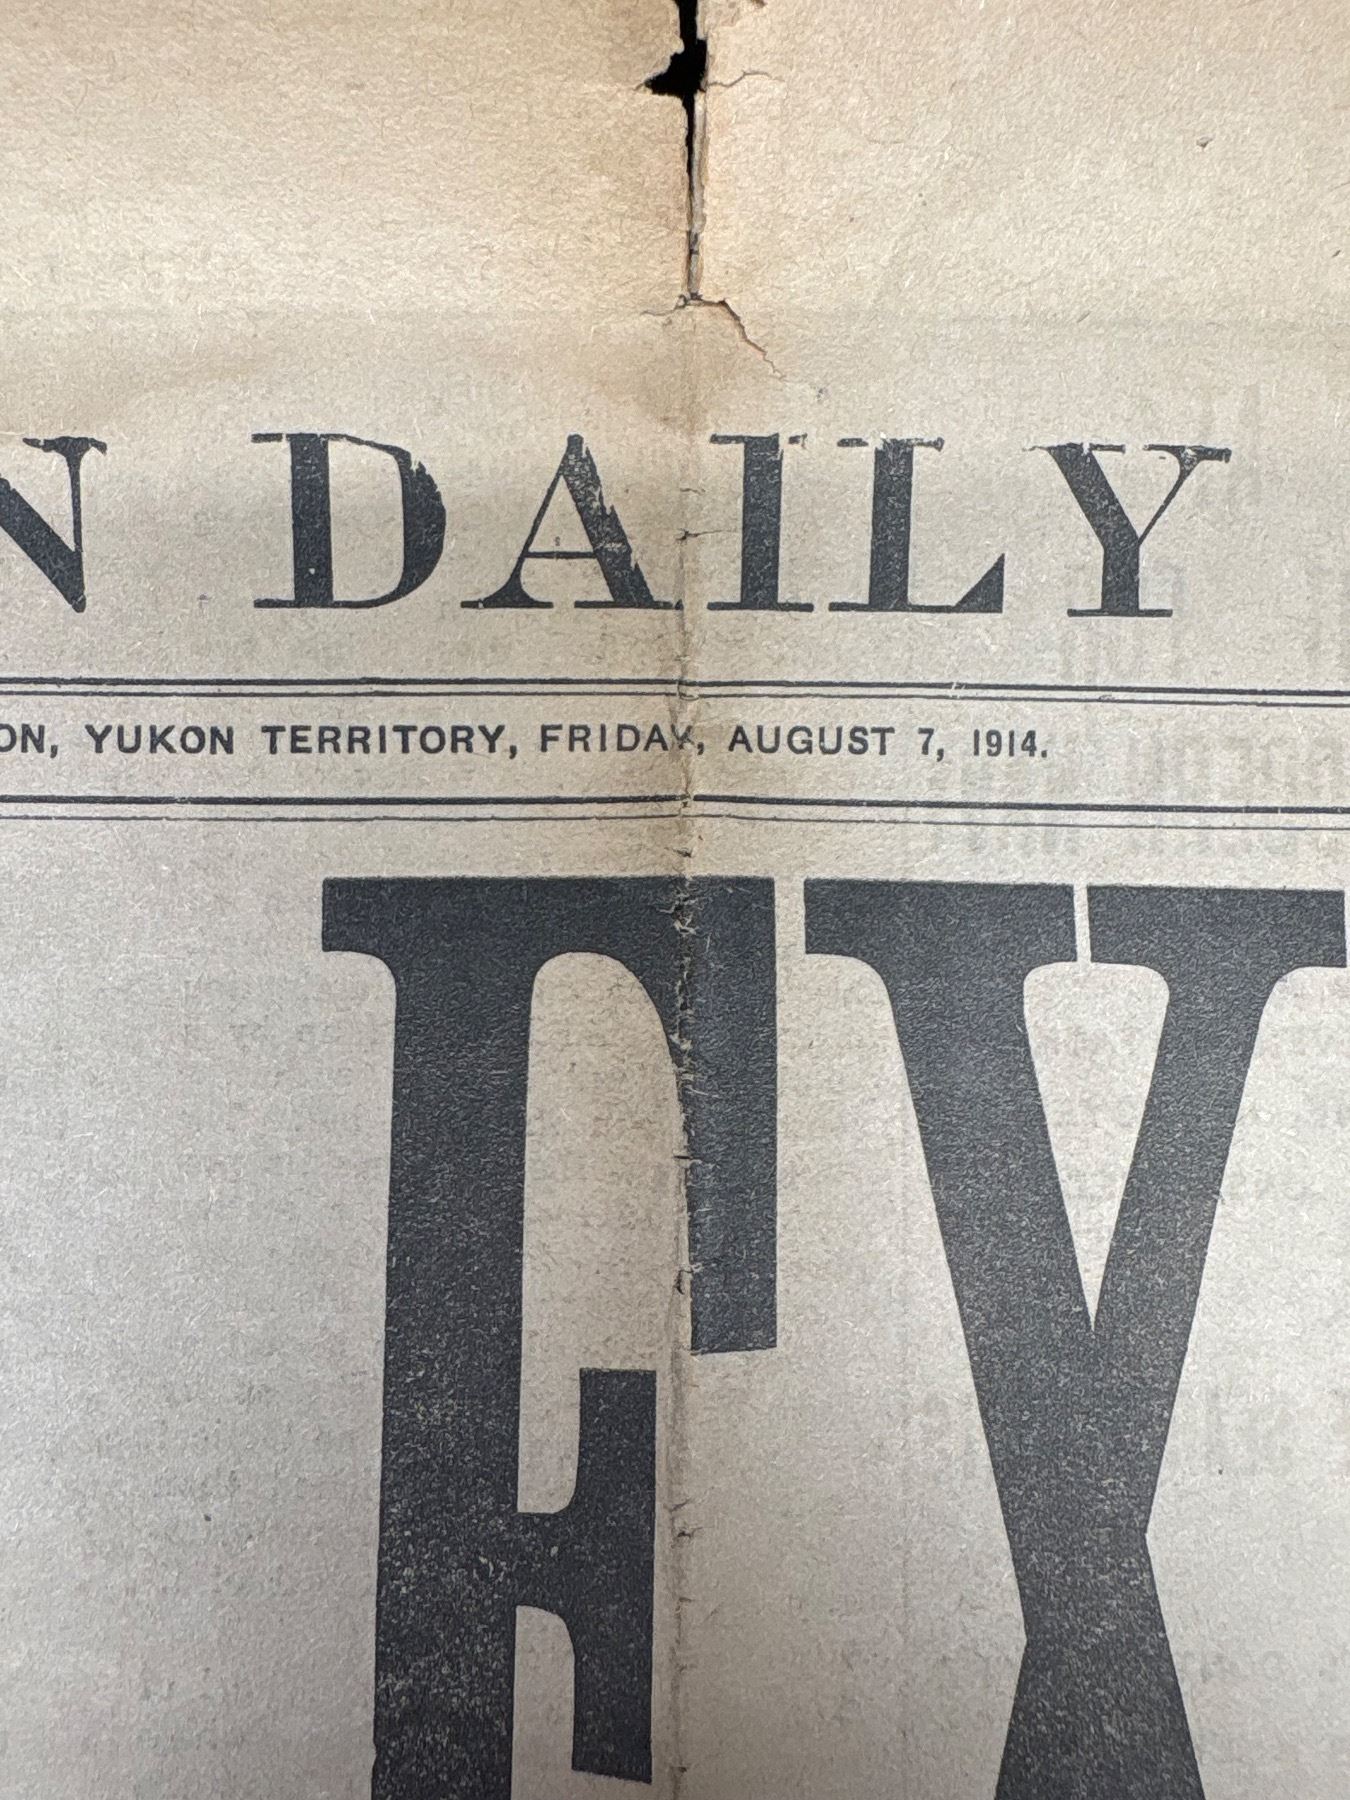 N DAILY
ON, YUKON TERRITORY, FRIDAY, AUGUST 7, 1914.
EX